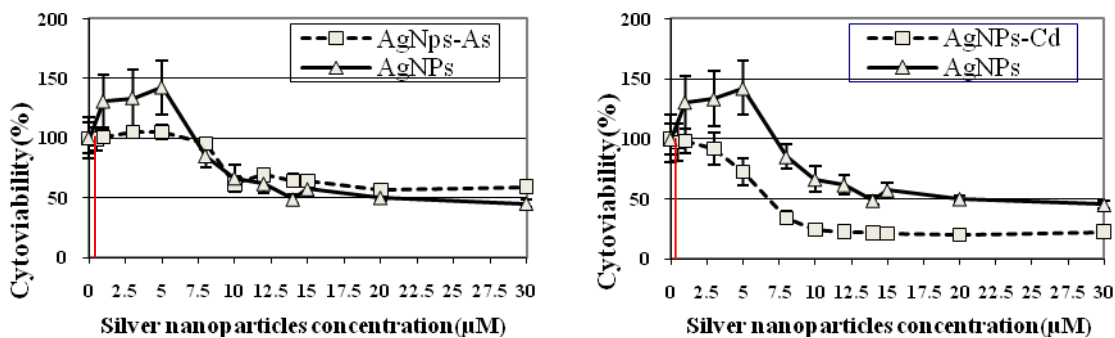 200
150
100
50
0
Cytoviability (%)
AgNps-As
AgNPs
0 2.5 5 7.5 10 12.5 15 17.5 20 22.5 25 27.5 30
Silver nanoparticles concentration (µM)
200
150
100
50
0
Cytoviability (%)
AgNPs-Cd
AgNPs
0 2.5 5 7.5 10 12.5 15 17.5 20 22.5 25 27.5 30
Silver nanoparticles concentration (µM)